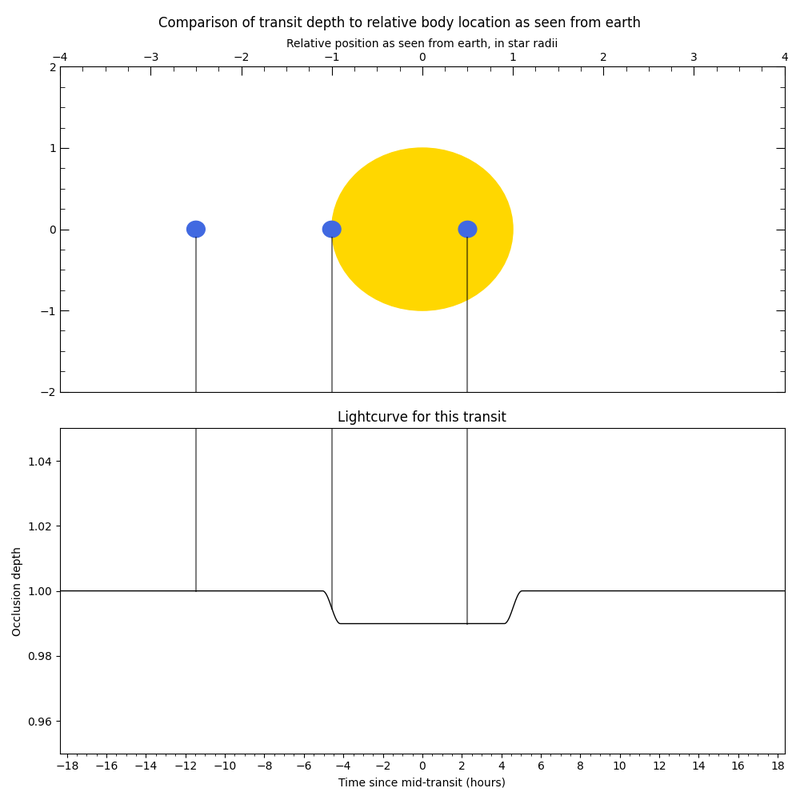 Comparison of transit depth to relative body location as seen from earth
Relative position as seen from earth, in star radii
−4 −3 −2 −1 0 1 2 3 4
2
1
0
−1
−2
Lightcurve for this transit
1.04
1.02
1.00
0.98
0.96
Occlusion depth
−18 −16 −14 −12 −10 −8 −6 −4 −2 0 2 4 6 8 10 12 14 16 18
Time since mid-transit (hours)